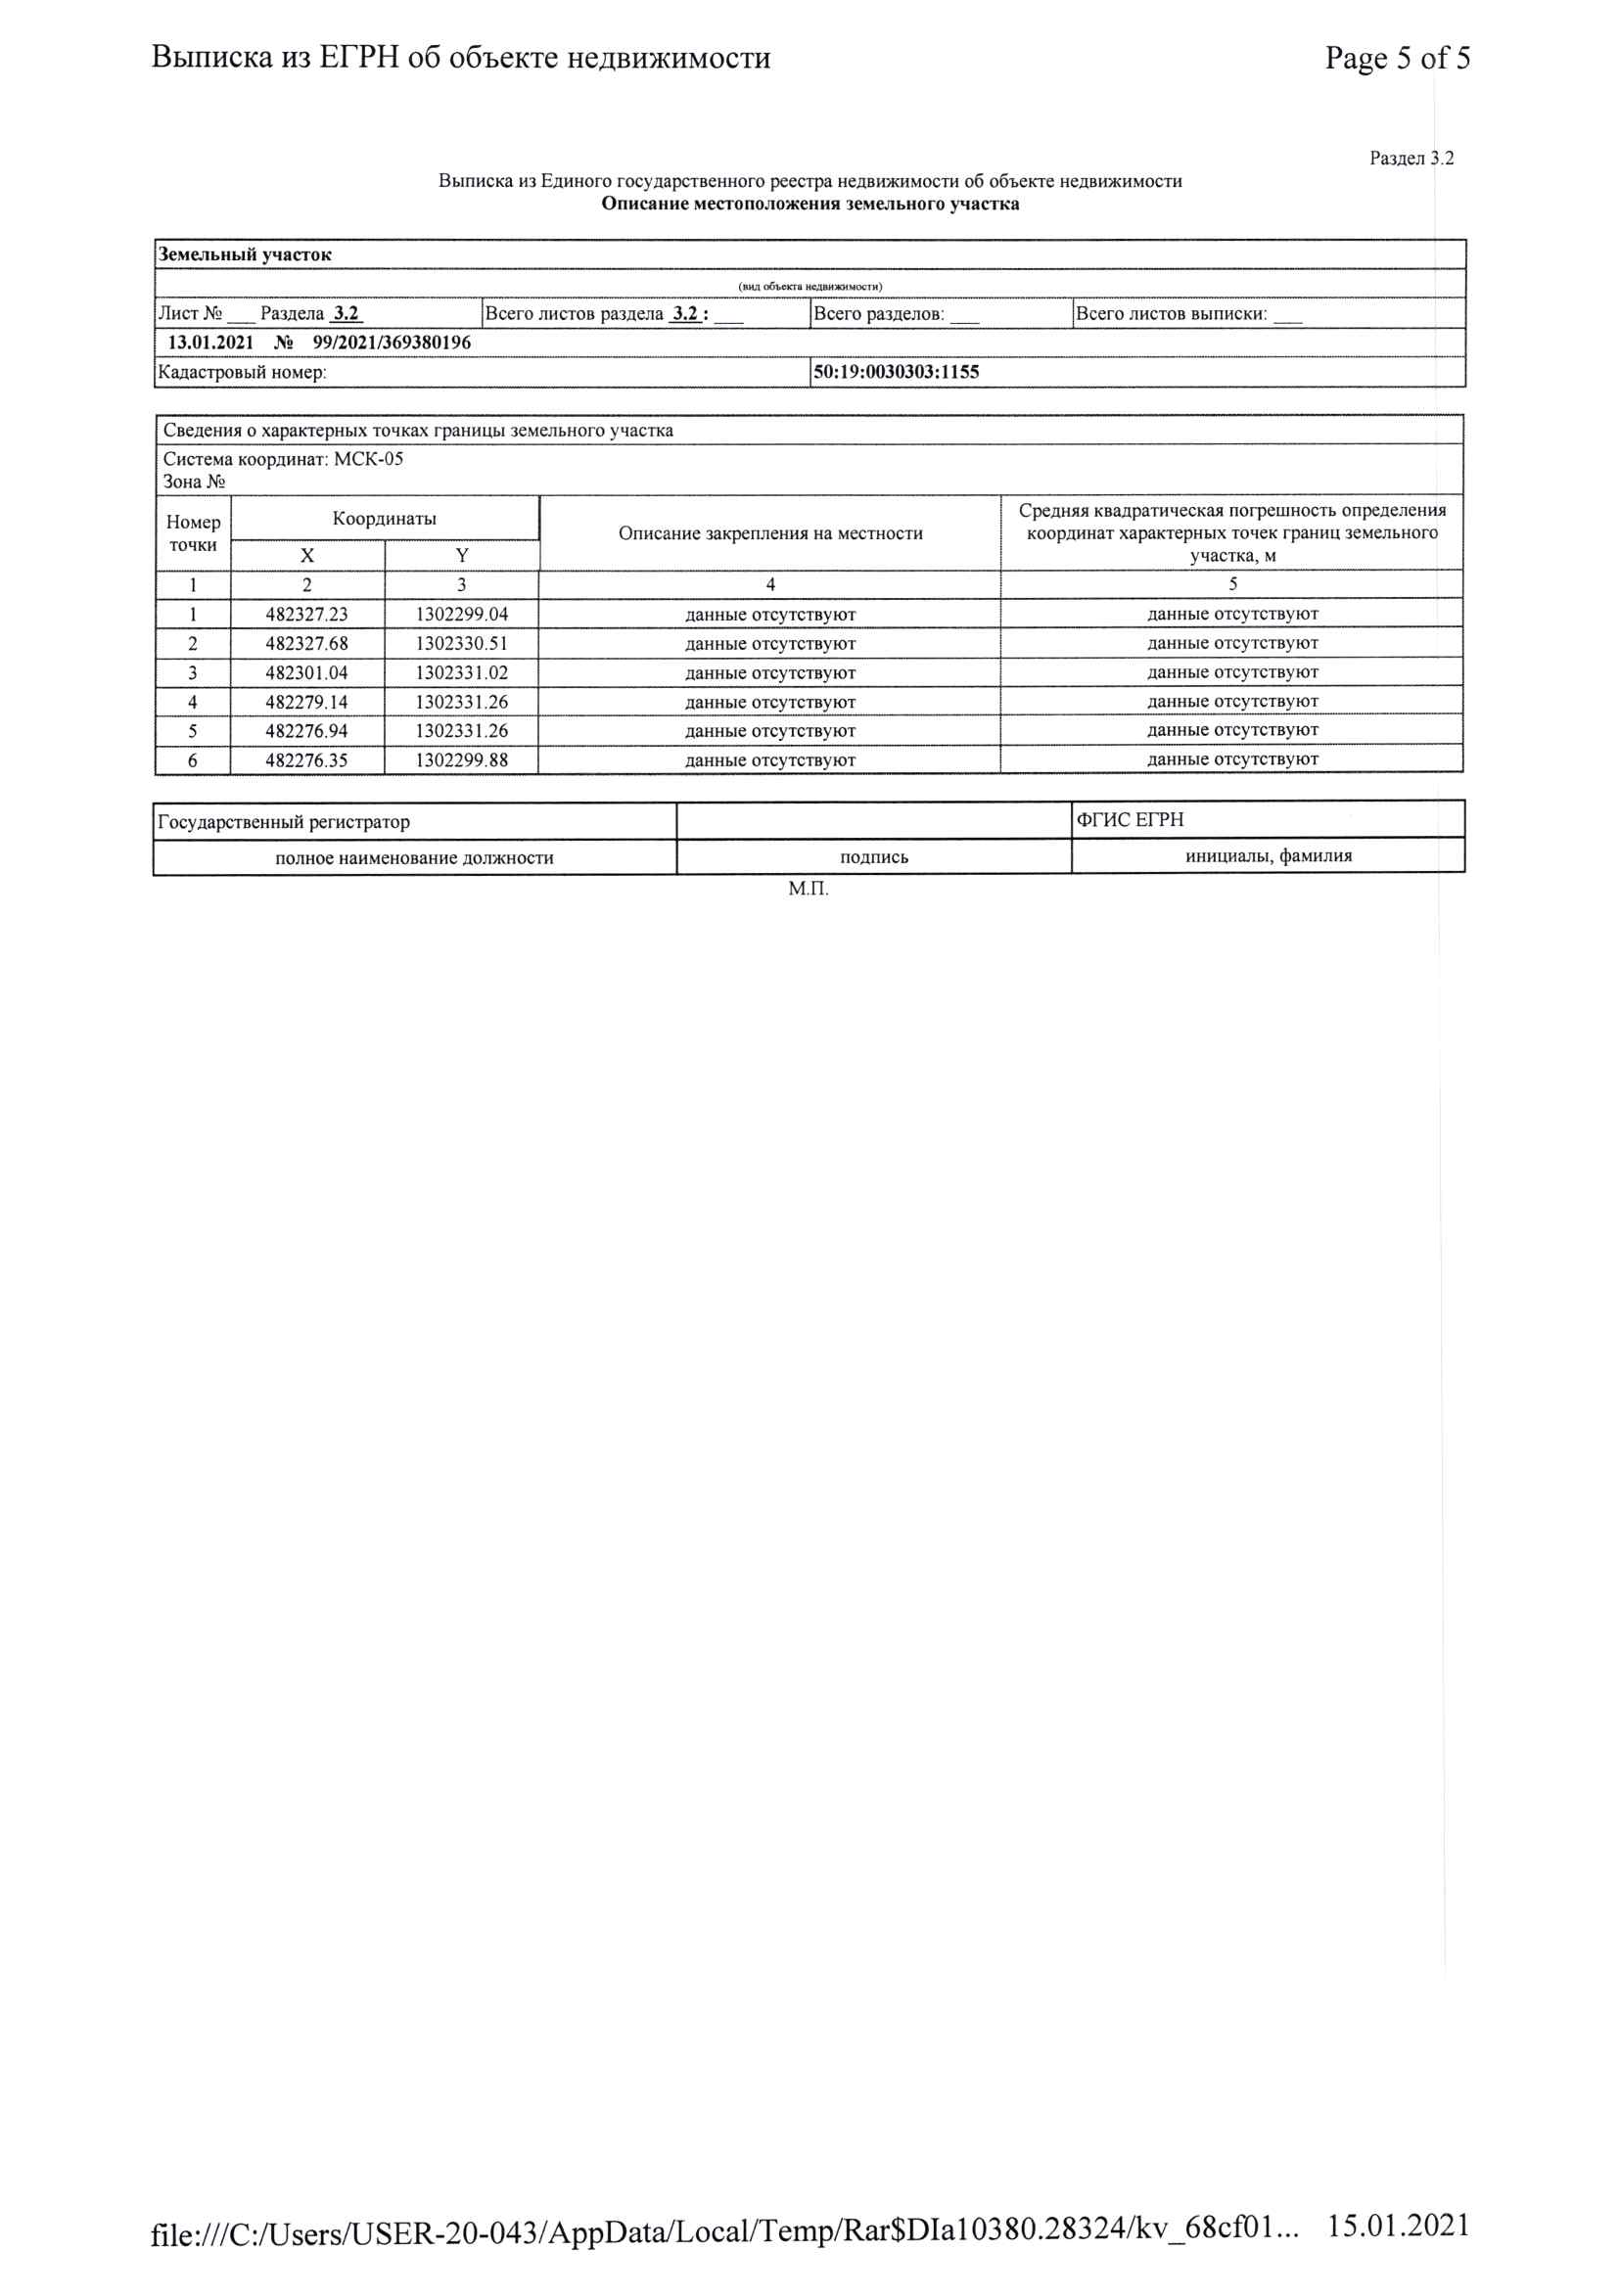 Выписка из ЕГРН об объекте недвижимости Page 5 of 5
Раздел 3.2
Выписка из Единого государственного реестра недвижимости об объекте недвижимости
Описание местоположения земельного участка
Земельный участок
(вид объекта недвижимости)
Лист № ___ Раздела 3.2 Всего листов раздела 3.2 : ___ Всего разделов: ___ Всего листов выписки: ___
13.01.2021 № 99/2021/369380196
Кадастровый номер: 50:19:0030303:1155
Сведения о характерных точках границы земельного участка
Система координат: МСК-05
Зона №
Номер точки Координаты Описание закрепления на местности Средняя квадратическая погрешность определения координат характерных точек границ земельного участка, м
X Y
1 2 3 4 5
1 482327.23 1302299.04 данные отсутствуют данные отсутствуют
2 482327.68 1302330.51 данные отсутствуют данные отсутствуют
3 482301.04 1302331.02 данные отсутствуют данные отсутствуют
4 482279.14 1302331.26 данные отсутствуют данные отсутствуют
5 482276.94 1302331.26 данные отсутствуют данные отсутствуют
6 482276.35 1302299.88 данные отсутствуют данные отсутствуют
Государственный регистратор ФГИС ЕГРН
полное наименование должности подпись инициалы, фамилия
М.П.
file:///C:/Users/USER-20-043/AppData/Local/Temp/Rar$DIa10380.28324/kv_68cf01... 15.01.2021